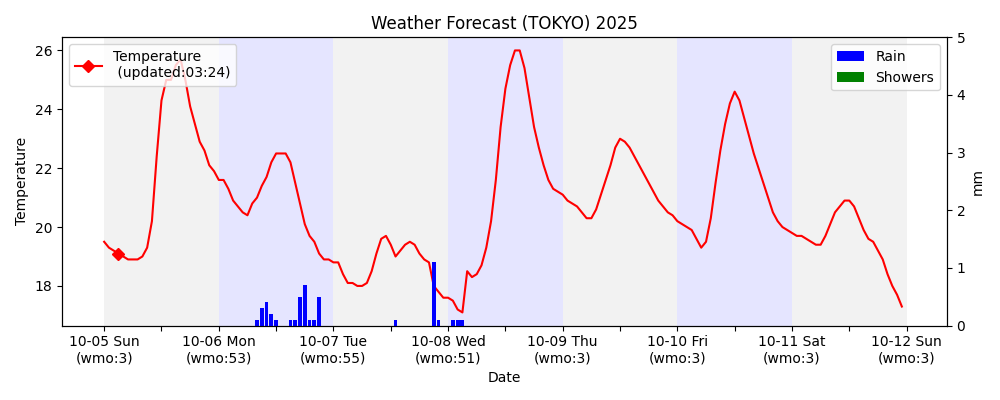 Weather Forecast (TOKYO) 2025
Temperature
(updated:03:24)
Rain
Showers
26
24
22
20
18
Temperature
5
4
3
2
1
0
mm
10-05 Sun
(wmo:3)
10-06 Mon
(wmo:53)
10-07 Tue
(wmo:55)
10-08 Wed
(wmo:51)
10-09 Thu
(wmo:3)
10-10 Fri
(wmo:3)
10-11 Sat
(wmo:3)
10-12 Sun
(wmo:3)
Date